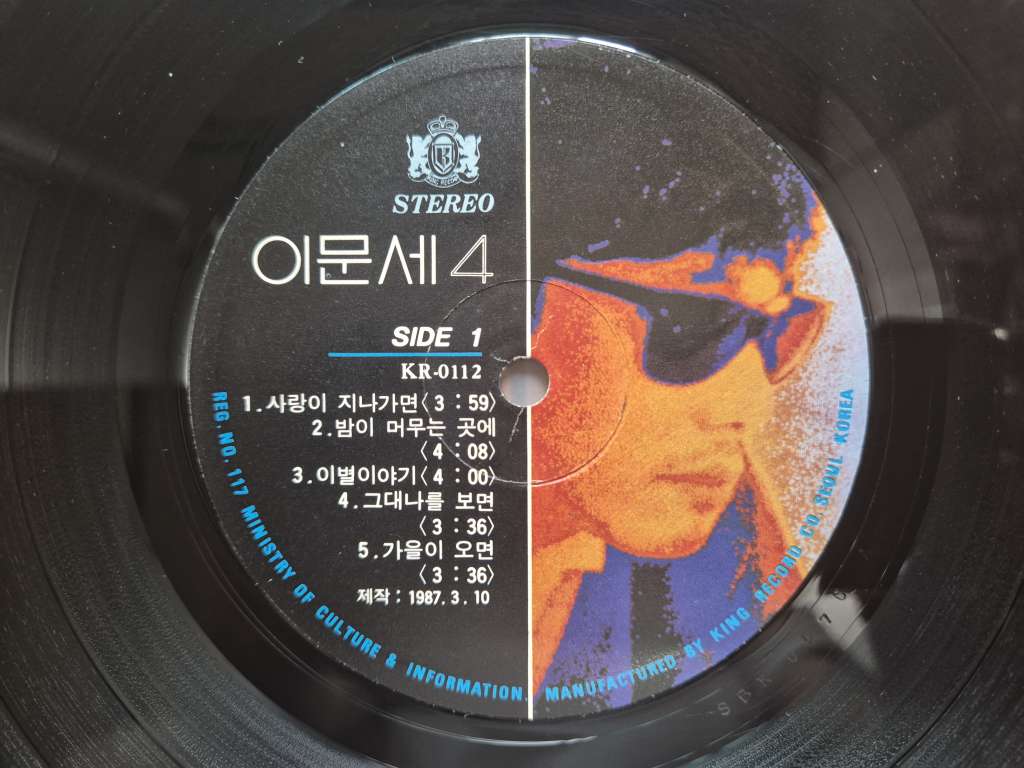 KING RECORD
STEREO
이문세 4
SIDE 1
KR-0112
1.사랑이 지나가면〈3 : 59〉
2.밤이 머무는 곳에
〈4 : 08〉
3.이별이야기〈4 : 00〉
4.그대나를 보면
〈3 : 36〉
5.가을이 오면
〈3 : 36〉
제작 : 1987. 3. 10
REG. NO. 117 MINISTRY OF CULTURE & INFORMATION. MANUFACTURED BY KING RECORD CO. SEOUL KOREA